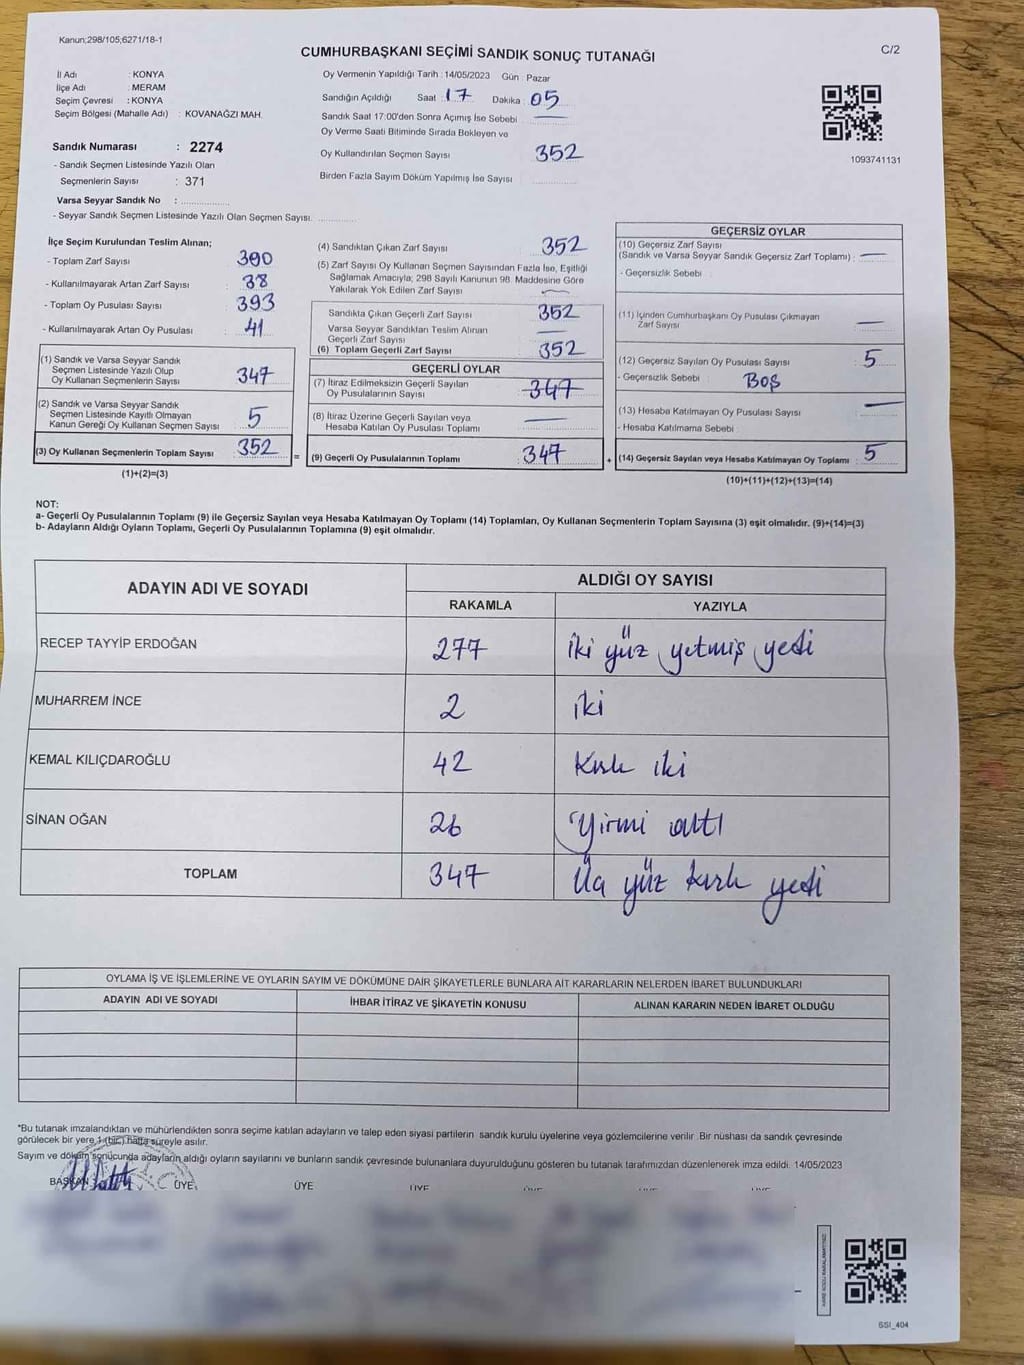 Kanun;298/105;6271/18-1
CUMHURBAŞKANI SEÇİMİ SANDIK SONUÇ TUTANAĞI
C/2
İl Adı : KONYA
İlçe Adı : MERAM
Seçim Çevresi : KONYA
Seçim Bölgesi (Mahalle Adı) : KOVANAĞZI MAH.
Sandık Numarası : 2274
- Sandık Seçmen Listesinde Yazılı Olan
Seçmenlerin Sayısı : 371
Varsa Seyyar Sandık No :
- Seyyar Sandık Seçmen Listesinde Yazılı Olan Seçmen Sayısı.
Oy Vermenin Yapıldığı Tarih : 14/05/2023 Gün : Pazar
Sandığın Açıldığı Saat : 17 Dakika : 05
Sandık Saat 17:00'den Sonra Açımış İse Sebebi
Oy Verme Saati Bitiminde Sırada Bekleyen ve
Oy Kullandırılan Seçmen Sayısı 352
Birden Fazla Sayım Döküm Yapılmış İse Sayısı
1093741131
İlçe Seçim Kurulundan Teslim Alınan;
- Toplam Zarf Sayısı 390
- Kullanılmayarak Artan Zarf Sayısı : 38
- Toplam Oy Pusulası Sayısı : 393
- Kullanılmayarak Artan Oy Pusulası : 41
(1) Sandık ve Varsa Seyyar Sandık
Seçmen Listesinde Yazılı Olup
Oy Kullanan Seçmenlerin Sayısı 347
(2) Sandık ve Varsa Seyyar Sandık
Seçmen Listesinde Kayıtlı Olmayan
Kanun Gereği Oy Kullanan Seçmen Sayısı 5
(3) Oy Kullanan Seçmenlerin Toplam Sayısı 352
(1)+(2)=(3)
(4) Sandıktan Çıkan Zarf Sayısı 352
(5) Zarf Sayısı Oy Kullanan Seçmen Sayısından Fazla İse, Eşitliği
Sağlamak Amacıyla; 298 Sayılı Kanunun 98. Maddesine Göre
Yakılarak Yok Edilen Zarf Sayısı
Sandıkta Çıkan Geçerli Zarf Sayısı 352
Varsa Seyyar Sandıktan Teslim Alınan
Geçerli Zarf Sayısı
(6) Toplam Geçerli Zarf Sayısı 352
GEÇERLİ OYLAR
(7) İtiraz Edilmeksizin Geçerli Sayılan
Oy Pusulalarının Sayısı 347
(8) İtiraz Üzerine Geçerli Sayılan veya
Hesaba Katılan Oy Pusulası Toplamı
= (9) Geçerli Oy Pusulalarının Toplamı 347
GEÇERSİZ OYLAR
(10) Geçersiz Zarf Sayısı
(Sandık ve Varsa Seyyar Sandık Geçersiz Zarf Toplamı) :
- Geçersizlik Sebebi :
(11) İçinden Cumhurbaşkanı Oy Pusulası Çıkmayan
Zarf Sayısı
(12) Geçersiz Sayılan Oy Pusulası Sayısı : 5
- Geçersizlik Sebebi : Boş
(13) Hesaba Katılmayan Oy Pusulası Sayısı
- Hesaba Katılmama Sebebi :
+ (14) Geçersiz Sayılan veya Hesaba Katılmayan Oy Toplamı : 5
(10)+(11)+(12)+(13)=(14)
NOT:
a- Geçerli Oy Pusulalarının Toplamı (9) ile Geçersiz Sayılan veya Hesaba Katılmayan Oy Toplamı (14) Toplamları, Oy Kullanan Seçmenlerin Toplam Sayısına (3) eşit olmalıdır. (9)+(14)=(3)
b- Adayların Aldığı Oyların Toplamı, Geçerli Oy Pusulalarının Toplamına (9) eşit olmalıdır.
ADAYIN ADI VE SOYADI
ALDIĞI OY SAYISI
RAKAMLA YAZIYLA
RECEP TAYYİP ERDOĞAN 277 iki yüz yetmiş yedi
MUHARREM İNCE 2 iki
KEMAL KILIÇDAROĞLU 42 Kırk iki
SİNAN OĞAN 26 Yirmi altı
TOPLAM 347 Üç yüz kırk yedi
OYLAMA İŞ VE İŞLEMLERİNE VE OYLARIN SAYIM VE DÖKÜMÜNE DAİR ŞİKAYETLERLE BUNLARA AİT KARARLARIN NELERDEN İBARET BULUNDUKLARI
ADAYIN ADI VE SOYADI İHBAR İTİRAZ VE ŞİKAYETİN KONUSU ALINAN KARARIN NEDEN İBARET OLDUĞU
*Bu tutanak imzalandıktan ve mühürlendikten sonra seçime katılan adayların ve talep eden siyasi partilerin sandık kurulu üyelerine veya gözlemcilerine verilir. Bir nüshası da sandık çevresinde
görülecek bir yere 1 (bir) hafta süreyle asılır.
Sayım ve döküm sonucunda adayların aldığı oyların sayılarını ve bunların sandık çevresinde bulunanlara duyurulduğunu gösteren bu tutanak tarafımızdan düzenlenerek imza edildi. 14/05/2023
BAŞKAN ÜYE ÜYE ÜYE
SSI_404